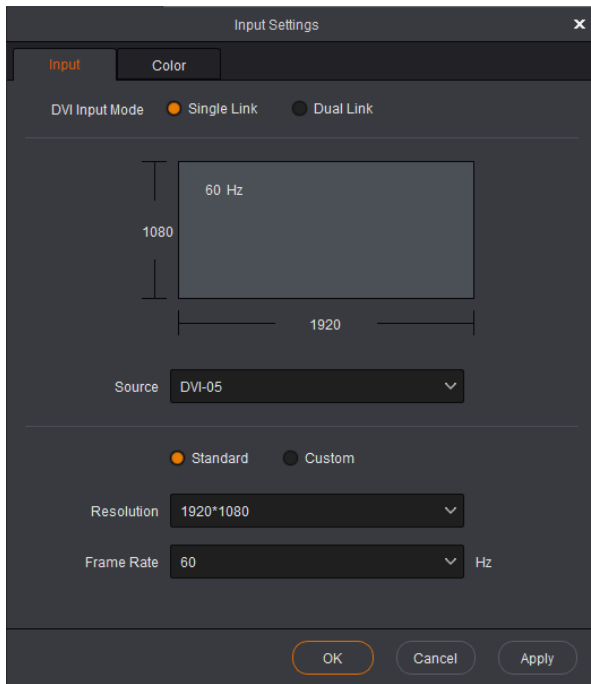 Input Settings
Input Color
DVI Input Mode Single Link Dual Link
60 Hz
1080
1920
Source DVI-05
Standard Custom
Resolution 1920*1080
Frame Rate 60 Hz
OK Cancel Apply